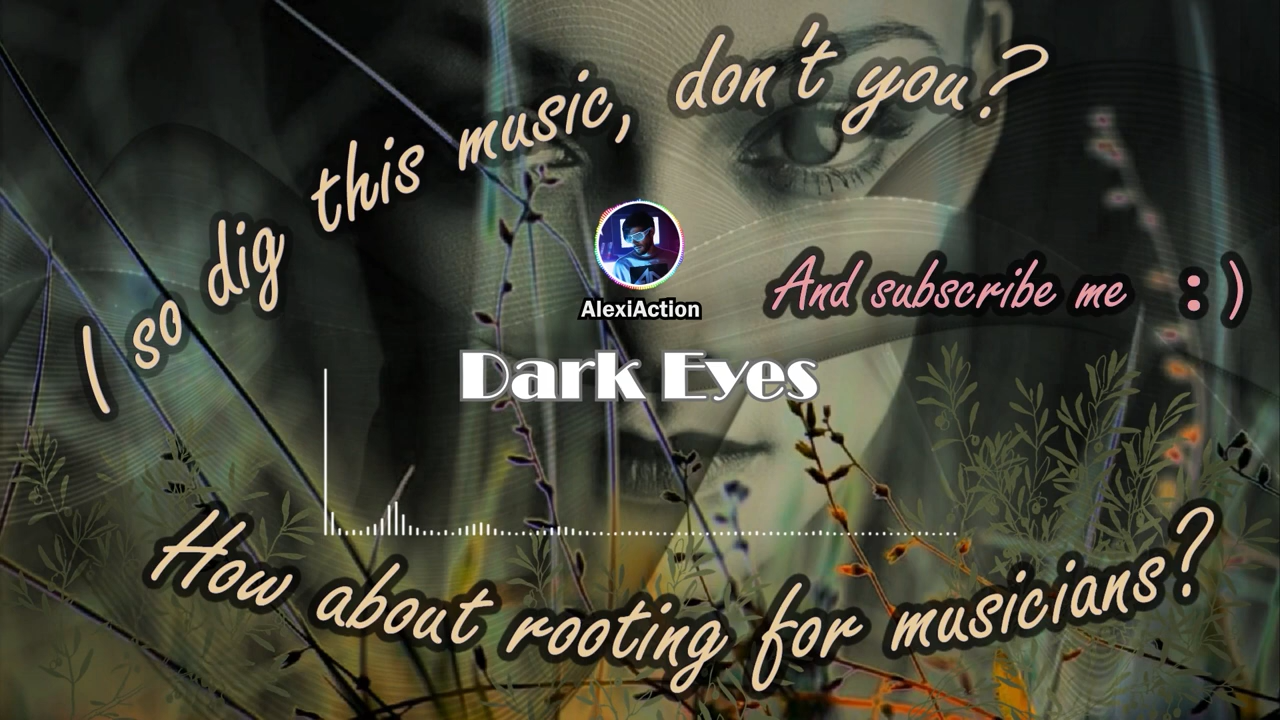 I so dig this music, don't you?
AlexiAction
And subscribe me :)
Dark Eyes
How about rooting for musicians?